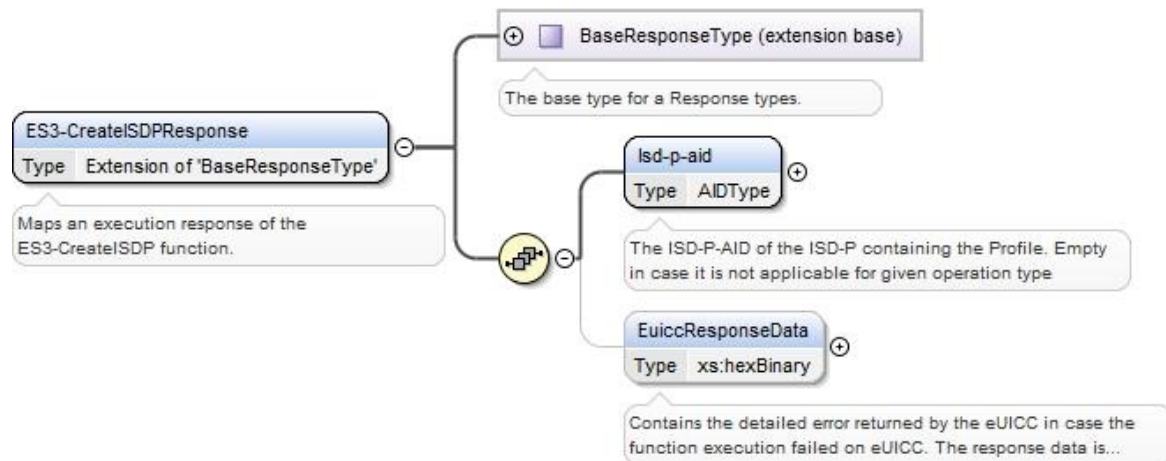 BaseResponseType (extension base)
The base type for a Response types.
ES3-CreateISDPResponse
Type Extension of 'BaseResponseType'
Maps an execution response of the
ES3-CreateISDP function.
Isd-p-aid
Type AIDType
The ISD-P-AID of the ISD-P containing the Profile. Empty
in case it is not applicable for given operation type
EuiccResponseData
Type xs:hexBinary
Contains the detailed error returned by the eUICC in case the
function execution failed on eUICC. The response data is...